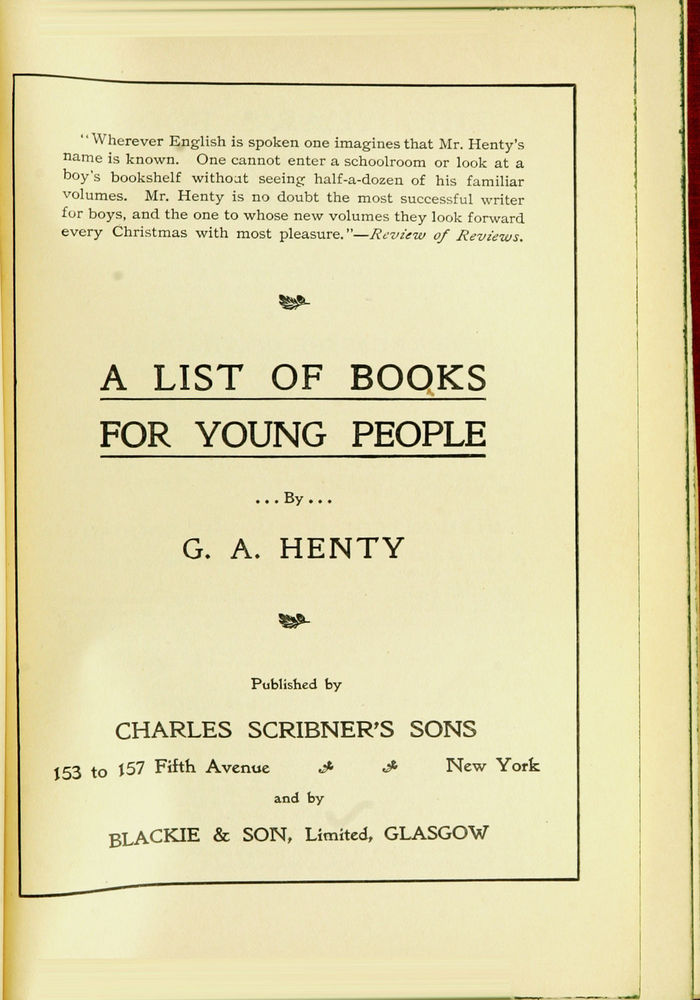 "Wherever English is spoken one imagines that Mr. Henty's
name is known. One cannot enter a schoolroom or look at a
boy's bookshelf without seeing half-a-dozen of his familiar
volumes. Mr. Henty is no doubt the most successful writer
for boys, and the one to whose new volumes they look forward
every Christmas with most pleasure."—Review of Reviews.
A LIST OF BOOKS
FOR YOUNG PEOPLE
...By...
G. A. HENTY
Published by
CHARLES SCRIBNER'S SONS
153 to 157 Fifth Avenue New York
and by
BLACKIE & SON, Limited, GLASGOW